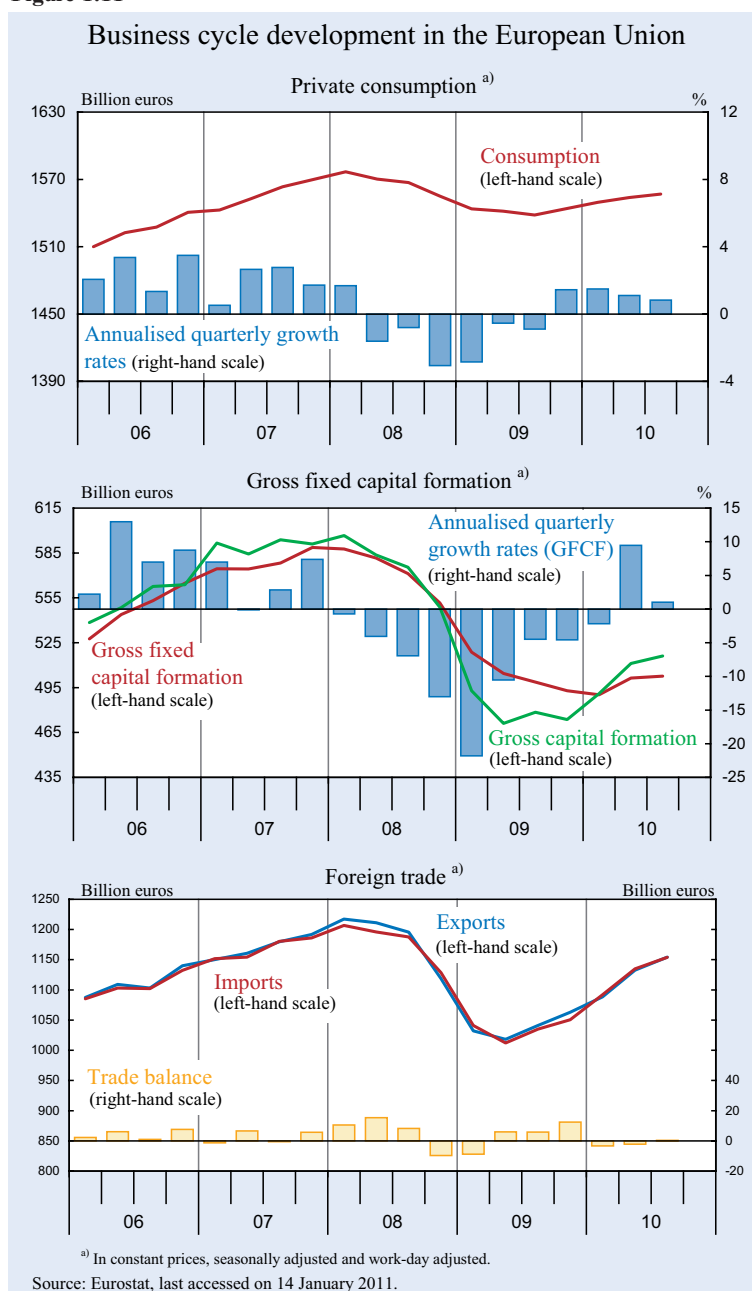 Business cycle development in the European Union
Private consumption a)
Billion euros %
1630 12
Consumption
(left-hand scale)
1570 8
1510 4
1450 0
Annualised quarterly growth
rates (right-hand scale)
1390 -4
06 07 08 09 10
Gross fixed capital formation a)
Billion euros %
615 15
Annualised quarterly
growth rates (GFCF)
(right-hand scale)
585 10
555 5
0
525 -5
Gross fixed
capital formation
(left-hand scale)
495 -10
-15
465 -20
Gross capital formation
(left-hand scale)
435 -25
06 07 08 09 10
Foreign trade a)
Billion euros Billion euros
1250
1200
Exports
(left-hand scale)
1150
Imports
(left-hand scale)
1100
1050
1000
950 40
Trade balance
(right-hand scale)
900 20
850 0
800 -20
06 07 08 09 10
a) In constant prices, seasonally adjusted and work-day adjusted.
Source: Eurostat, last accessed on 14 January 2011.